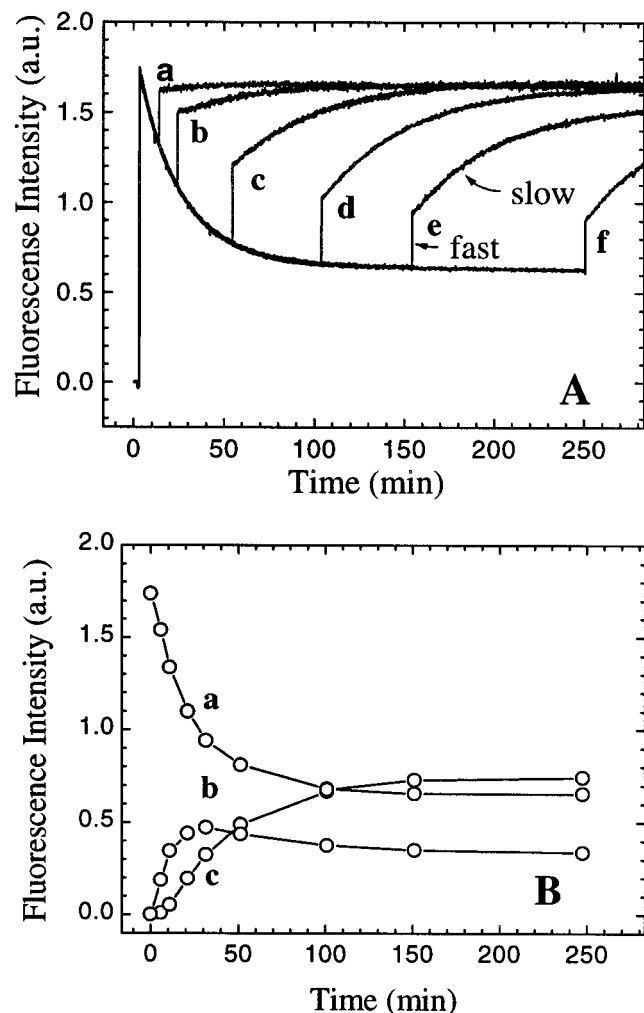 2.0
1.5
1.0
0.5
0.0
Fluorescense Intensity (a.u.)
a
b
c
d
e
f
slow
fast
A
0 50 100 150 200 250
Time (min)
2.0
1.5
1.0
0.5
0.0
Fluorescence Intensity (a.u.)
a
b
c
B
0 50 100 150 200 250
Time (min)